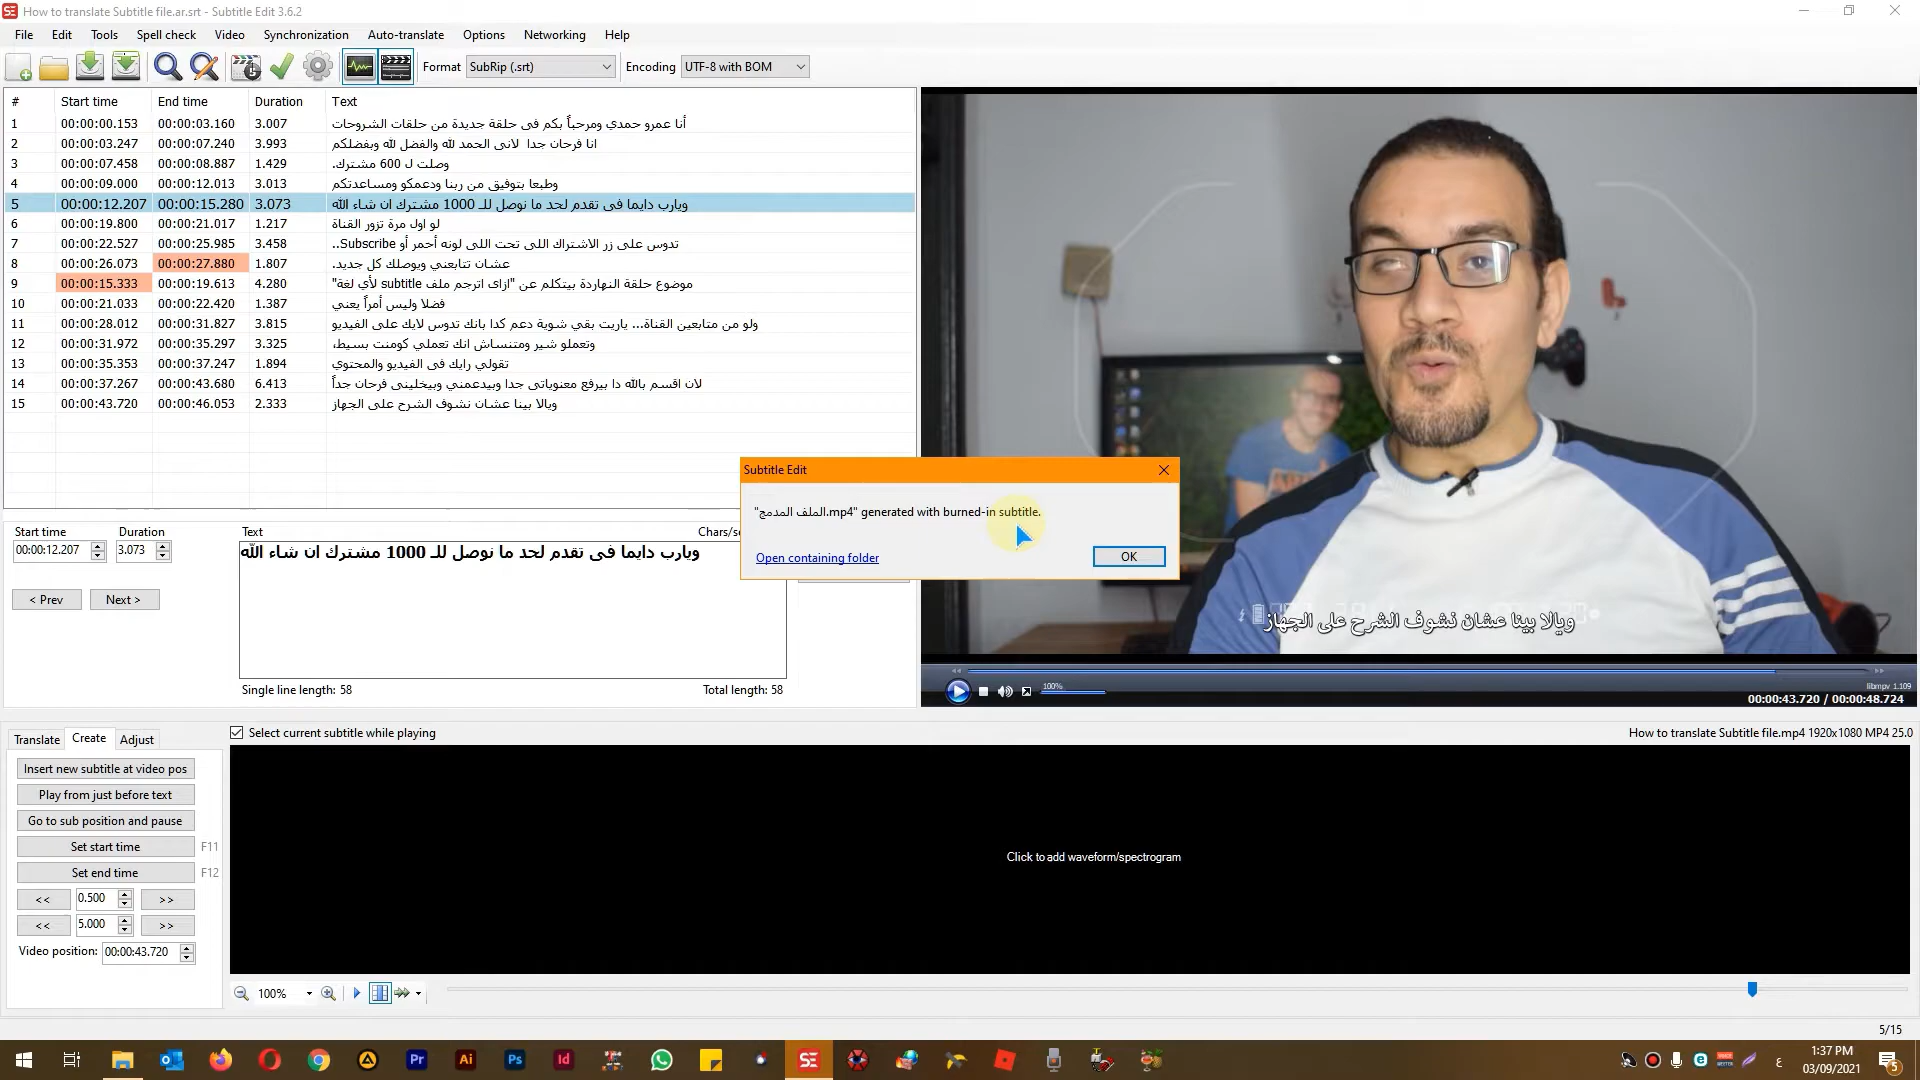 How to translate Subtitle file.ar.srt - Subtitle Edit 3.6.2
File Edit Tools Spell check Video Synchronization Auto-translate Options Networking Help
Format SubRip (.srt) Encoding UTF-8 with BOM
# Start time End time Duration Text
1 00:00:00.153 00:00:03.160 3.007 أنا عمرو حمدي ومرحباً بكم فى حلقة جديدة من حلقات الشروحات
2 00:00:03.247 00:00:07.240 3.993 انا فرحان جدا لانى الحمد لله والفضل لله وبفضلكم
3 00:00:07.458 00:00:08.887 1.429 وصلت ل 600 مشترك.
4 00:00:09.000 00:00:12.013 3.013 وطبعا بتوفيق من ربنا ودعمكو ومساعدتكم
5 00:00:12.207 00:00:15.280 3.073 ويارب دايما فى تقدم لحد ما نوصل للـ 1000 مشترك ان شاء الله
6 00:00:19.800 00:00:21.017 1.217 لو اول مرة تزور القناة
7 00:00:22.527 00:00:25.985 3.458 تدوس على زر الاشتراك اللى تحت اللى لونه أحمر أو Subscribe..
8 00:00:26.073 00:00:27.880 1.807 عشان تتابعني ويوصلك كل جديد.
9 00:00:15.333 00:00:19.613 4.280 موضوع حلقة النهاردة بيتكلم عن "ازاى اترجم ملف subtitle لأي لغة"
10 00:00:21.033 00:00:22.420 1.387 فضلا وليس أمراً يعني
11 00:00:28.012 00:00:31.827 3.815 ولو من متابعين القناة... ياريت بقي شوية دعم كدا بانك تدوس لايك على الفيديو
12 00:00:31.972 00:00:35.297 3.325 وتعملو شير ومتنساش انك تعملي كومنت بسيط،
13 00:00:35.353 00:00:37.247 1.894 تقولي رايك فى الفيديو والمحتوي
14 00:00:37.267 00:00:43.680 6.413 لان اقسم بالله دا بيرفع معنوياتى جدا وبيدعمني وبيخلينى فرحان جداً
15 00:00:43.720 00:00:46.053 2.333 ويالا بينا عشان نشوف الشرح على الجهاز
Start time Duration Text Chars/se
00:00:12.207 3.073
ويارب دايما فى تقدم لحد ما نوصل للـ 1000 مشترك ان شاء الله
< Prev Next >
Single line length: 58 Total length: 58
Subtitle Edit
"الملف المدمج.mp4" generated with burned-in subtitle.
Open containing folder OK
ويالا بينا عشان نشوف الشرح على الجهاز
100% libmpv 1.109
00:00:43.720 / 00:00:48.724
Translate Create Adjust
Select current subtitle while playing
How to translate Subtitle file.mp4 1920x1080 MP4 25.0
Insert new subtitle at video pos
Play from just before text
Go to sub position and pause
Set start time F11
Set end time F12
<< 0.500 >>
<< 5.000 >>
Video position: 00:00:43.720
Click to add waveform/spectrogram
100%
5/15
Pr Ai Ps Id SE
ع 1:37 PM
03/09/2021
5